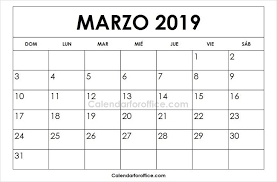 MARZO 2019
DOM LUN MAR MIÉ JUE VIE SÁB
1 2
3 4 5 6 7 8 9
10 11 12 13 14 15 16
Calendarforoffice.com
17 18 19 20 21 22 23
24 25 26 27 28 29 30
31
Calendarforoffice.com